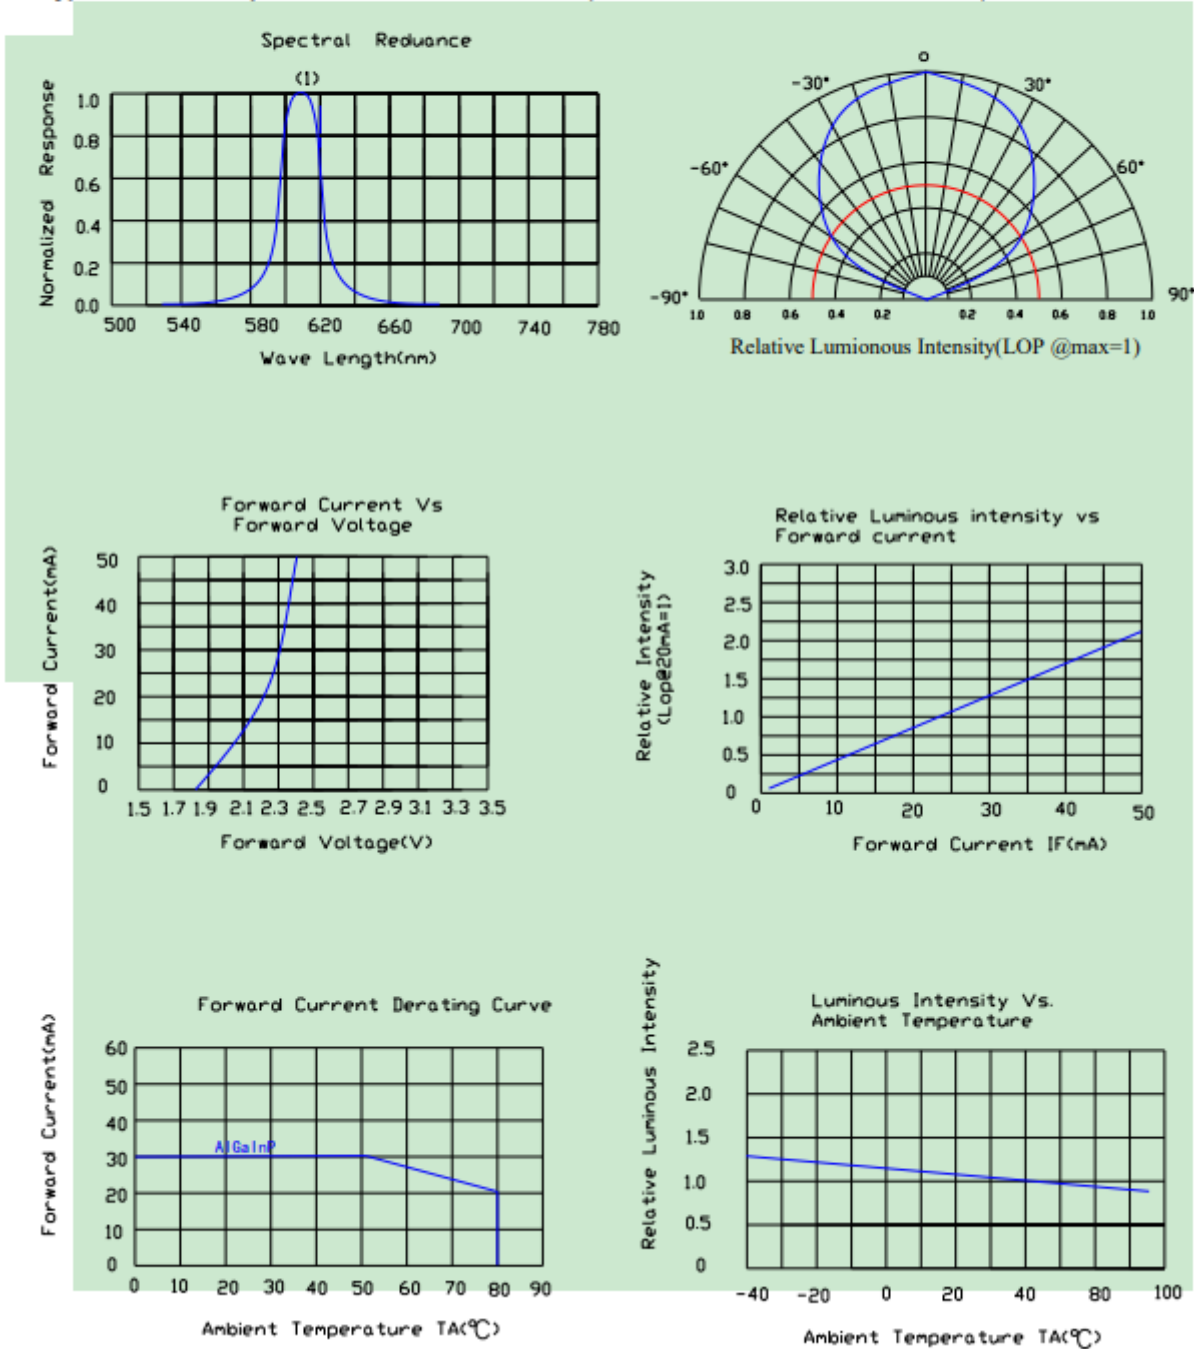 Spectral Reduance
(1)
Normalized Response
1.0
0.8
0.6
0.4
0.2
0.0
500 540 580 620 660 700 740 780
Wave Length(nm)
0
-30° 30°
-60° 60°
-90° 90°
1.0 0.8 0.6 0.4 0.2 0.2 0.4 0.6 0.8 1.0
Relative Lumionous Intensity(LOP @max=1)
Forward Current Vs
Forward Voltage
Forward Current(mA)
50
40
30
20
10
0
1.5 1.7 1.9 2.1 2.3 2.5 2.7 2.9 3.1 3.3 3.5
Forward Voltage(V)
Relative Luminous intensity vs
Forward current
Relative Intensity
(Lop@20mA=1)
3.0
2.5
2.0
1.5
1.0
0.5
0
0 10 20 30 40 50
Forward Current IF(mA)
Forward Current Derating Curve
Forward Current(mA)
60
50
40
30
20
10
0
AlGaInP
0 10 20 30 40 50 60 70 80 90
Ambient Temperature TA(℃)
Luminous Intensity Vs.
Ambient Temperature
Relative Luminous Intensity
2.5
2.0
1.5
1.0
0.5
0
-40 -20 0 20 40 80 100
Ambient Temperature TA(℃)